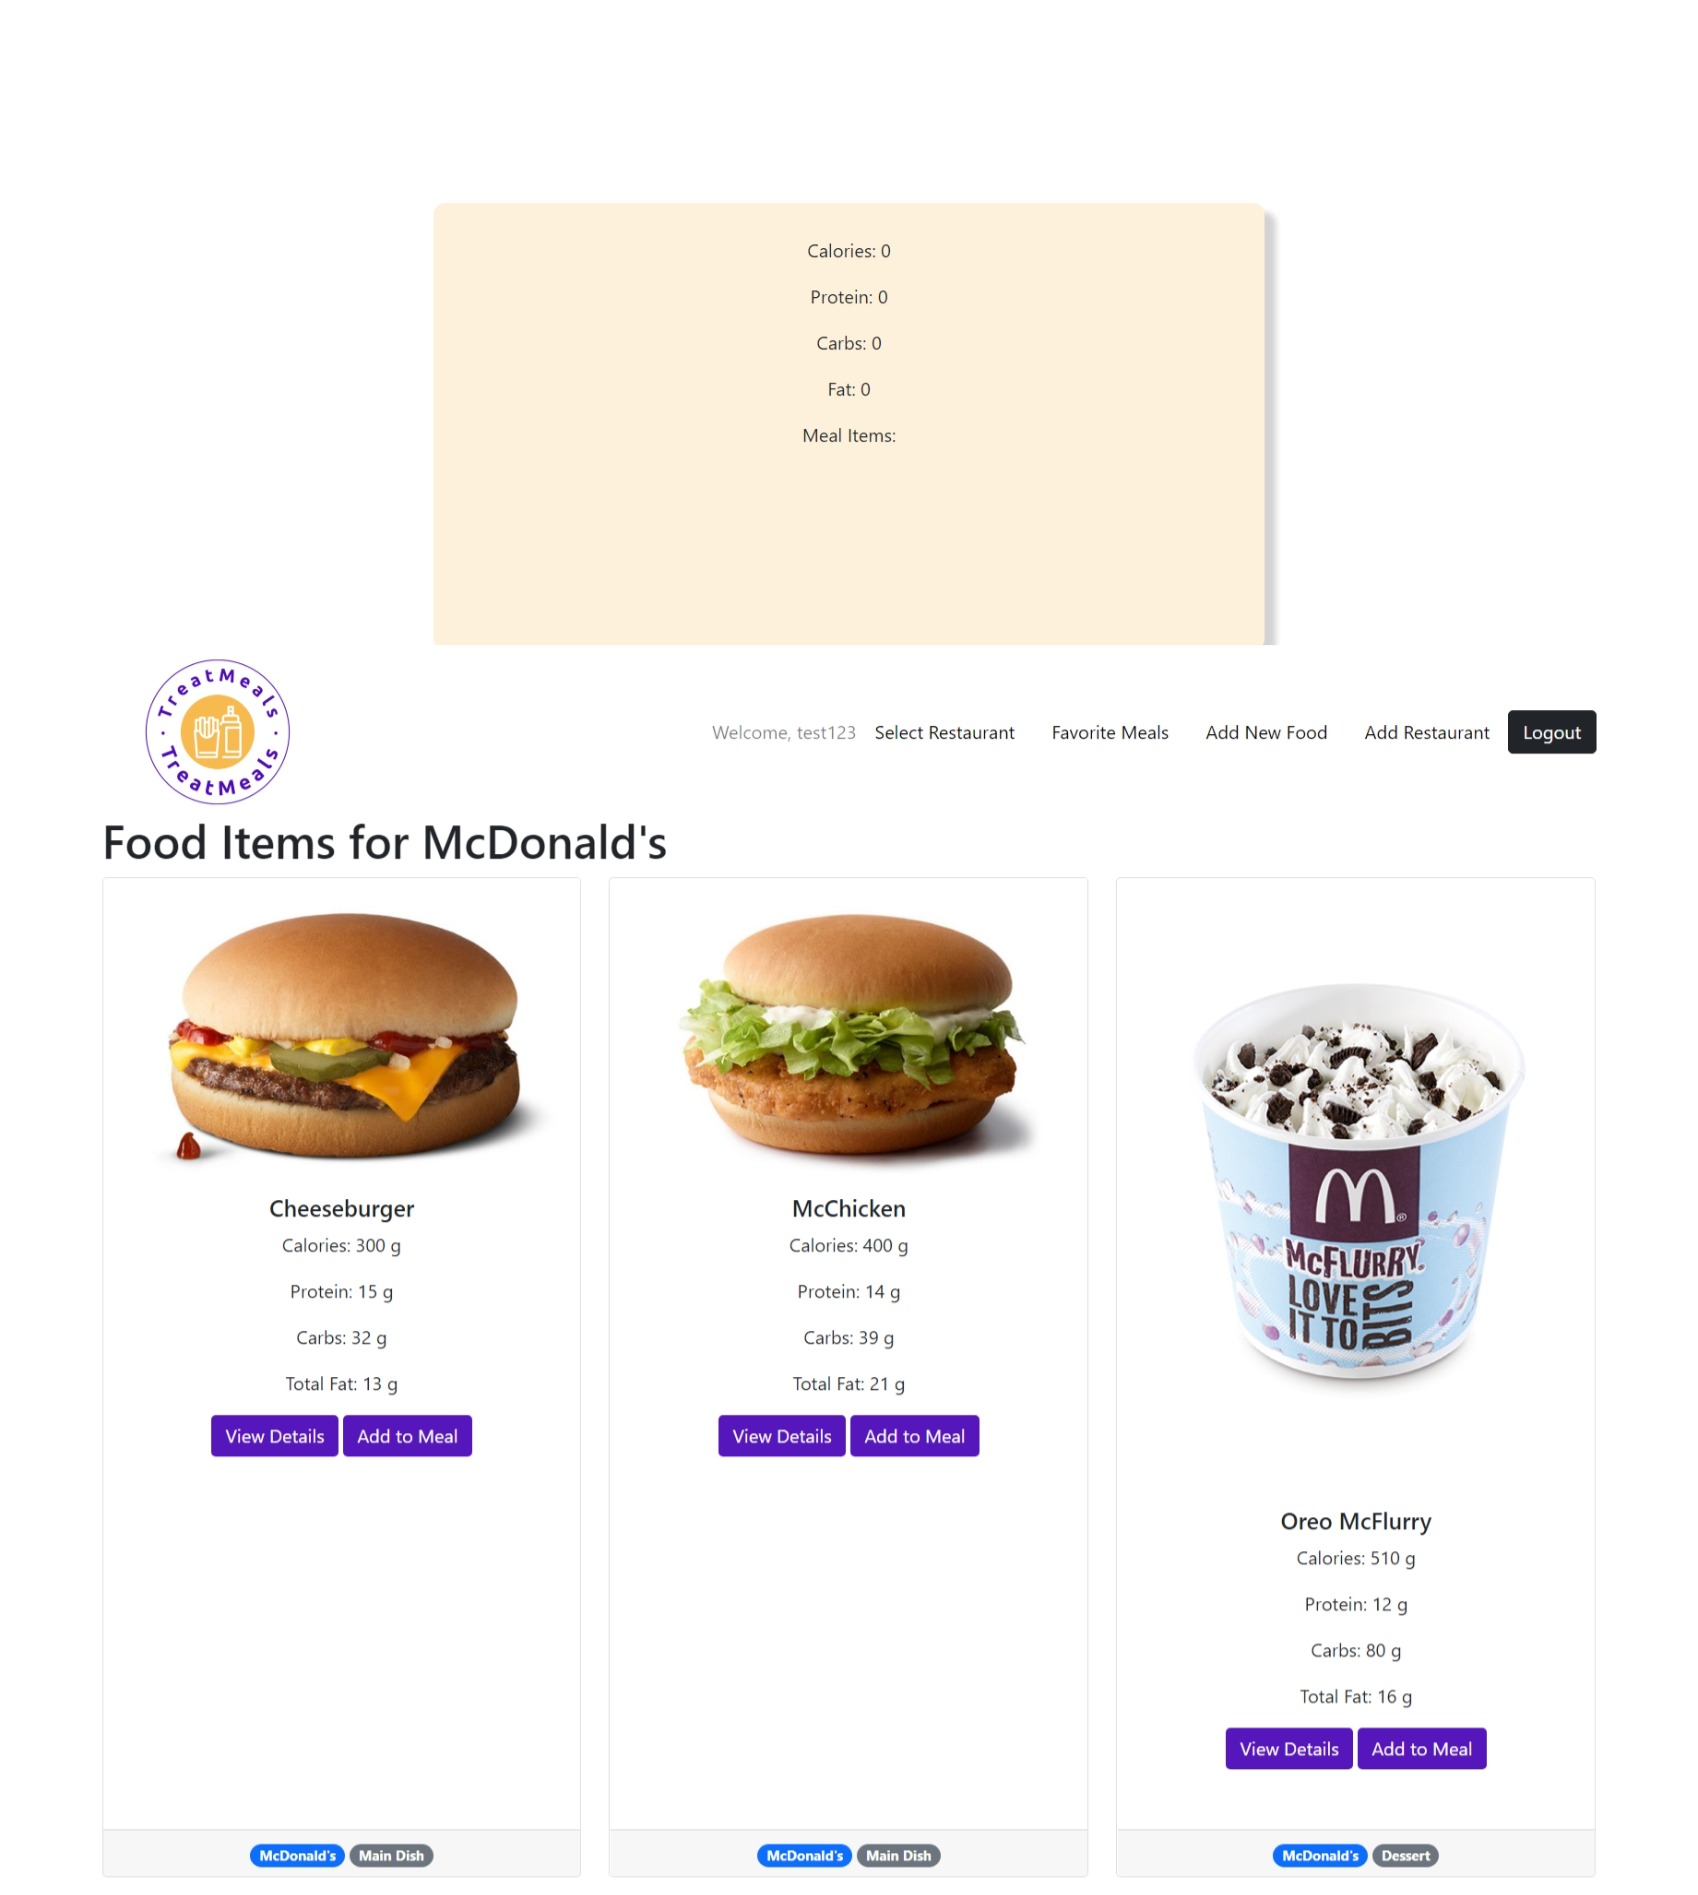 Calories: 0
Protein: 0
Carbs: 0
Fat: 0
Meal Items:
· TreatMeals ·
TreatMeals
Welcome, test123 Select Restaurant Favorite Meals Add New Food Add Restaurant Logout
Food Items for McDonald's
Cheeseburger
Calories: 300 g
Protein: 15 g
Carbs: 32 g
Total Fat: 13 g
View Details Add to Meal
McDonald's Main Dish
McChicken
Calories: 400 g
Protein: 14 g
Carbs: 39 g
Total Fat: 21 g
View Details Add to Meal
McDonald's Main Dish
M®
McFLURRY.
LOVE
IT TO
BITS
Oreo McFlurry
Calories: 510 g
Protein: 12 g
Carbs: 80 g
Total Fat: 16 g
View Details Add to Meal
McDonald's Dessert